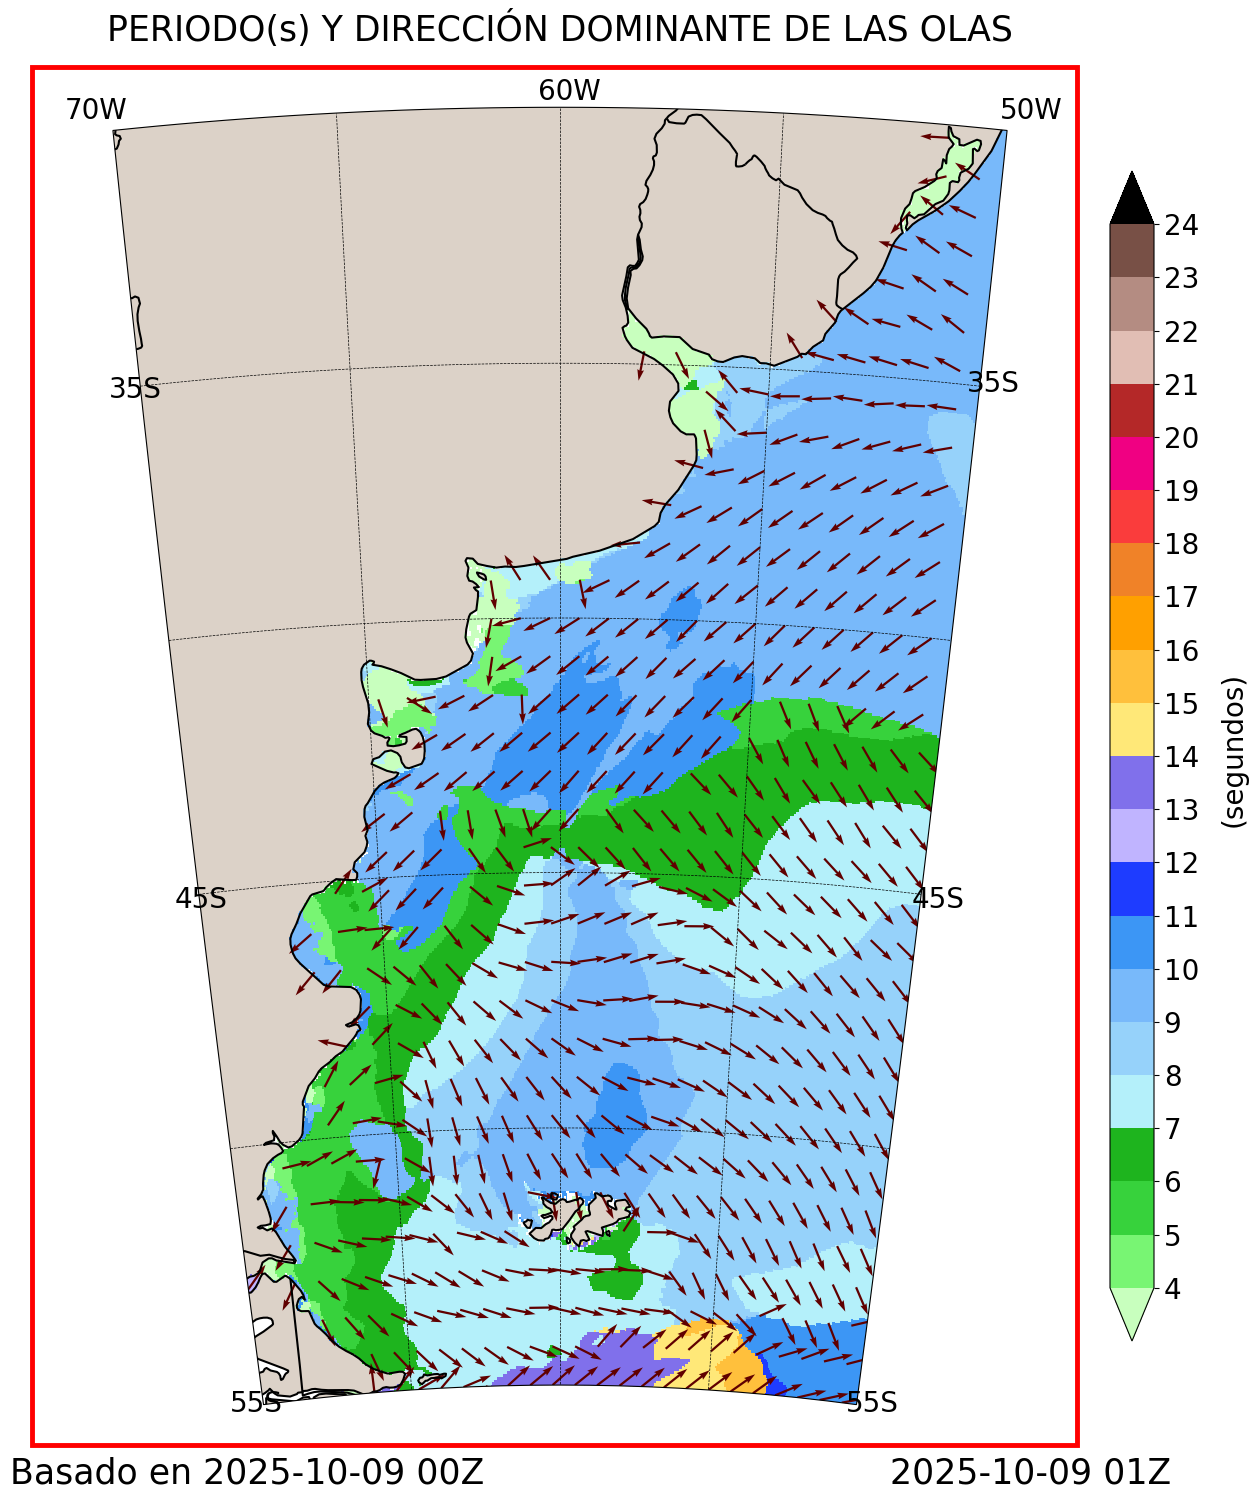 PERIODO(s) Y DIRECCIÓN DOMINANTE DE LAS OLAS
70W
60W
50W
35S
35S
45S
45S
55S
55S
24
23
22
21
20
19
18
17
16
15
14
13
12
11
10
9
8
7
6
5
4
(segundos)
Basado en 2025-10-09 00Z
2025-10-09 01Z